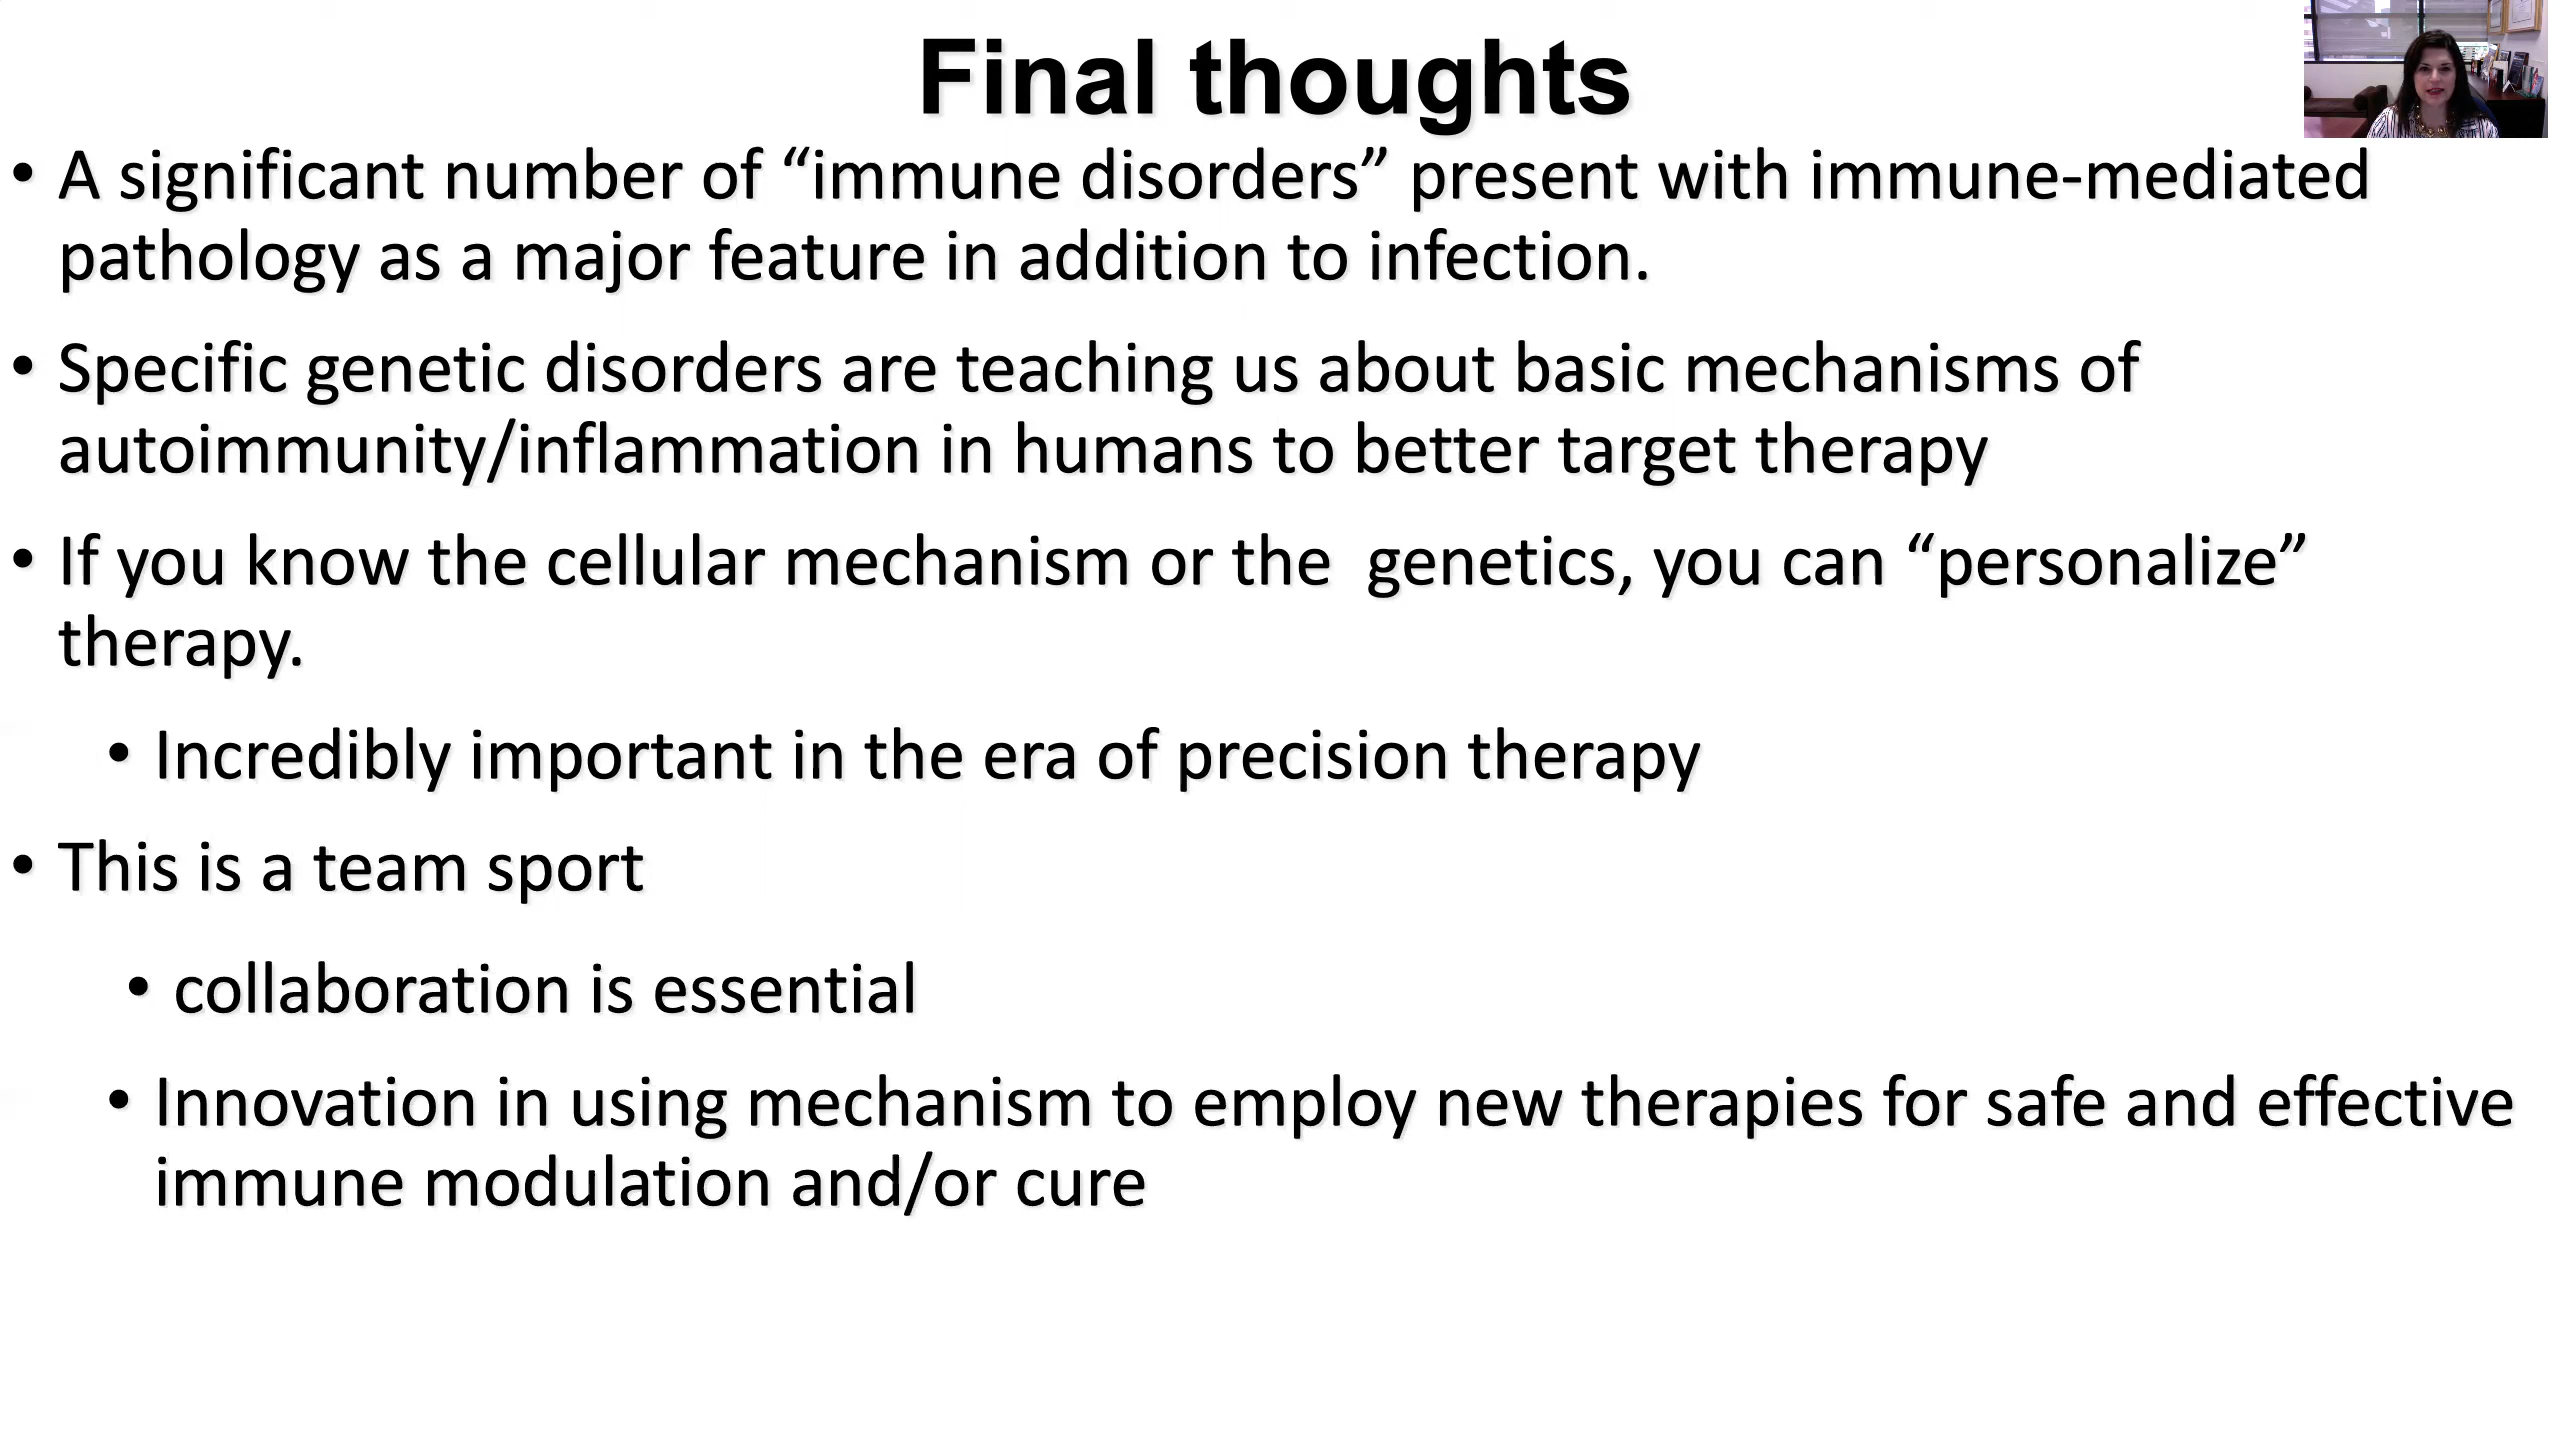 Final thoughts
• A significant number of “immune disorders” present with immune-mediated
pathology as a major feature in addition to infection.
• Specific genetic disorders are teaching us about basic mechanisms of
autoimmunity/inflammation in humans to better target therapy
• If you know the cellular mechanism or the  genetics, you can “personalize”
therapy.
• Incredibly important in the era of precision therapy
• This is a team sport
• collaboration is essential
• Innovation in using mechanism to employ new therapies for safe and effective
immune modulation and/or cure